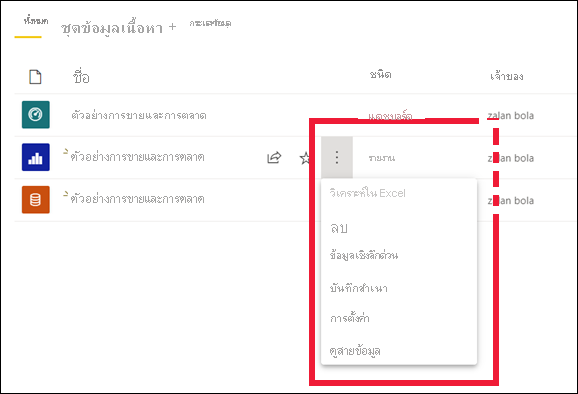 ทั้งหมด ชุดข้อมูลเนื้อหา + กระแสข้อมูล
ชื่อ ชนิด เจ้าของ
ตัวอย่างการขายและการตลาด แดชบอร์ด zalan bola
ตัวอย่างการขายและการตลาด รายงาน zalan bola
ตัวอย่างการขายและการตลาด zalan bola
วิเคราะห์ใน Excel
ลบ
ข้อมูลเชิงลึกด่วน
บันทึกสําเนา
การตั้งค่า
ดูสายข้อมูล